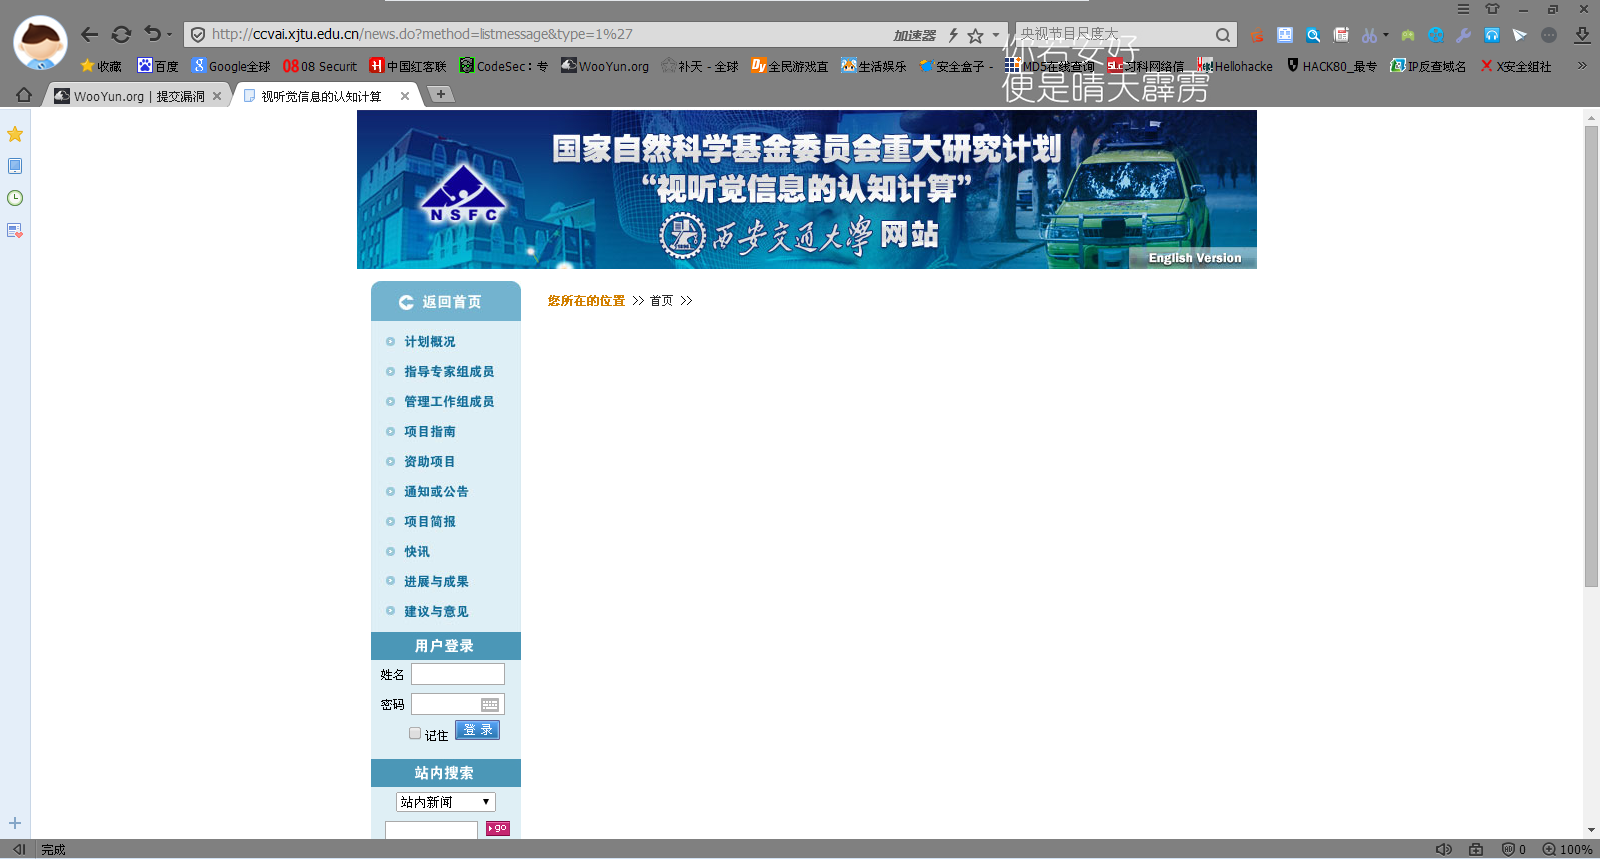 http://ccvai.xjtu.edu.cn/news.do?method=listmessage&type=1%27
加速器
央视节目尺度大
你若安好
便是晴天霹雳
收藏
百度
Google全球
08 Securit
中国红客联
CodeSec：专
WooYun.org
补天 - 全球
全民游戏直
生活娱乐
安全盒子 -
MD5在线查询
习科网络信
Hellohacke
HACK80_最专
IP反查域名
X安全组社
WooYun.org | 提交漏洞
视听觉信息的认知计算
国家自然科学基金委员会重大研究计划
“视听觉信息的认知计算”
NSFC
西安交通大学 网站
English Version
返回首页
您所在的位置 >> 首页 >>
计划概况
指导专家组成员
管理工作组成员
项目指南
资助项目
通知或公告
项目简报
快讯
进展与成果
建议与意见
用户登录
姓名
密码
记住
登 录
站内搜索
站内新闻
go
完成
0
100%